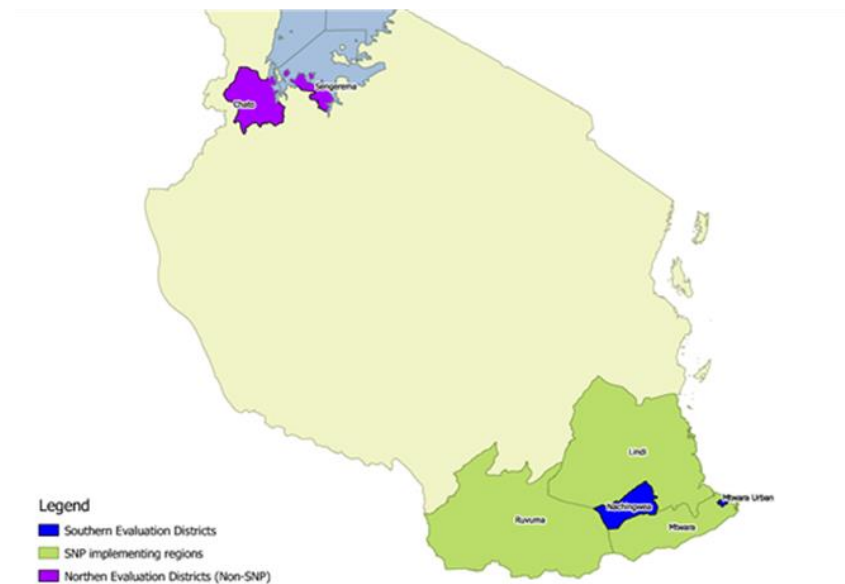 Chato
Sengerema
Lindi
Mtwara Urban
Nachingwea
Ruvuma
Mtwara
Legend
Southern Evaluation Districts
SNP implementing regions
Northen Evaluation Districts (Non-SNP)